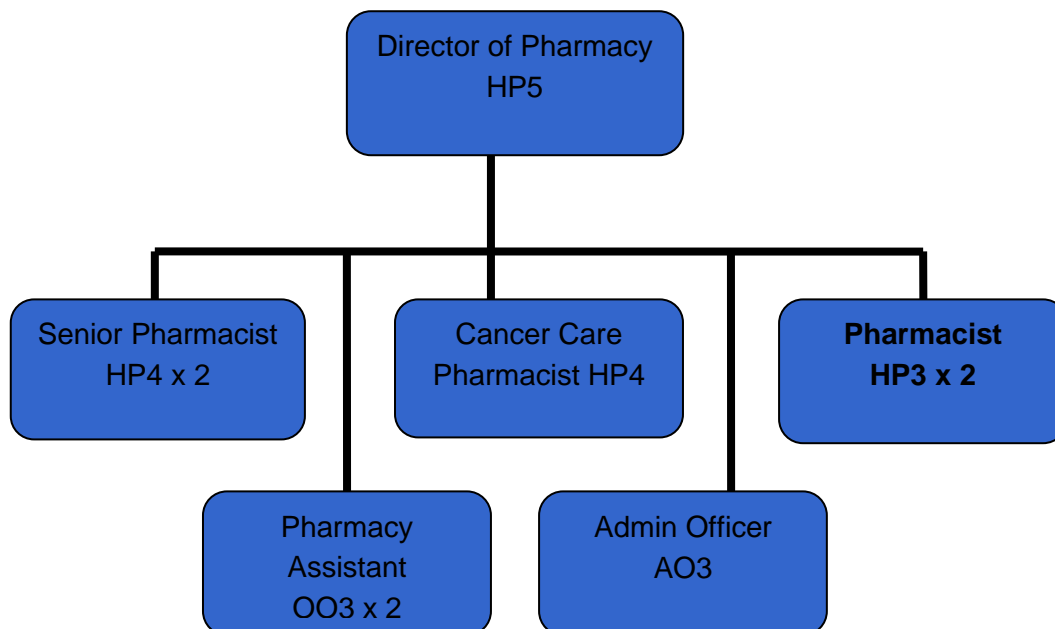 Director of Pharmacy
HP5
Senior Pharmacist
HP4 x 2
Cancer Care
Pharmacist HP4
Pharmacist
HP3 x 2
Pharmacy
Assistant
OO3 x 2
Admin Officer
AO3